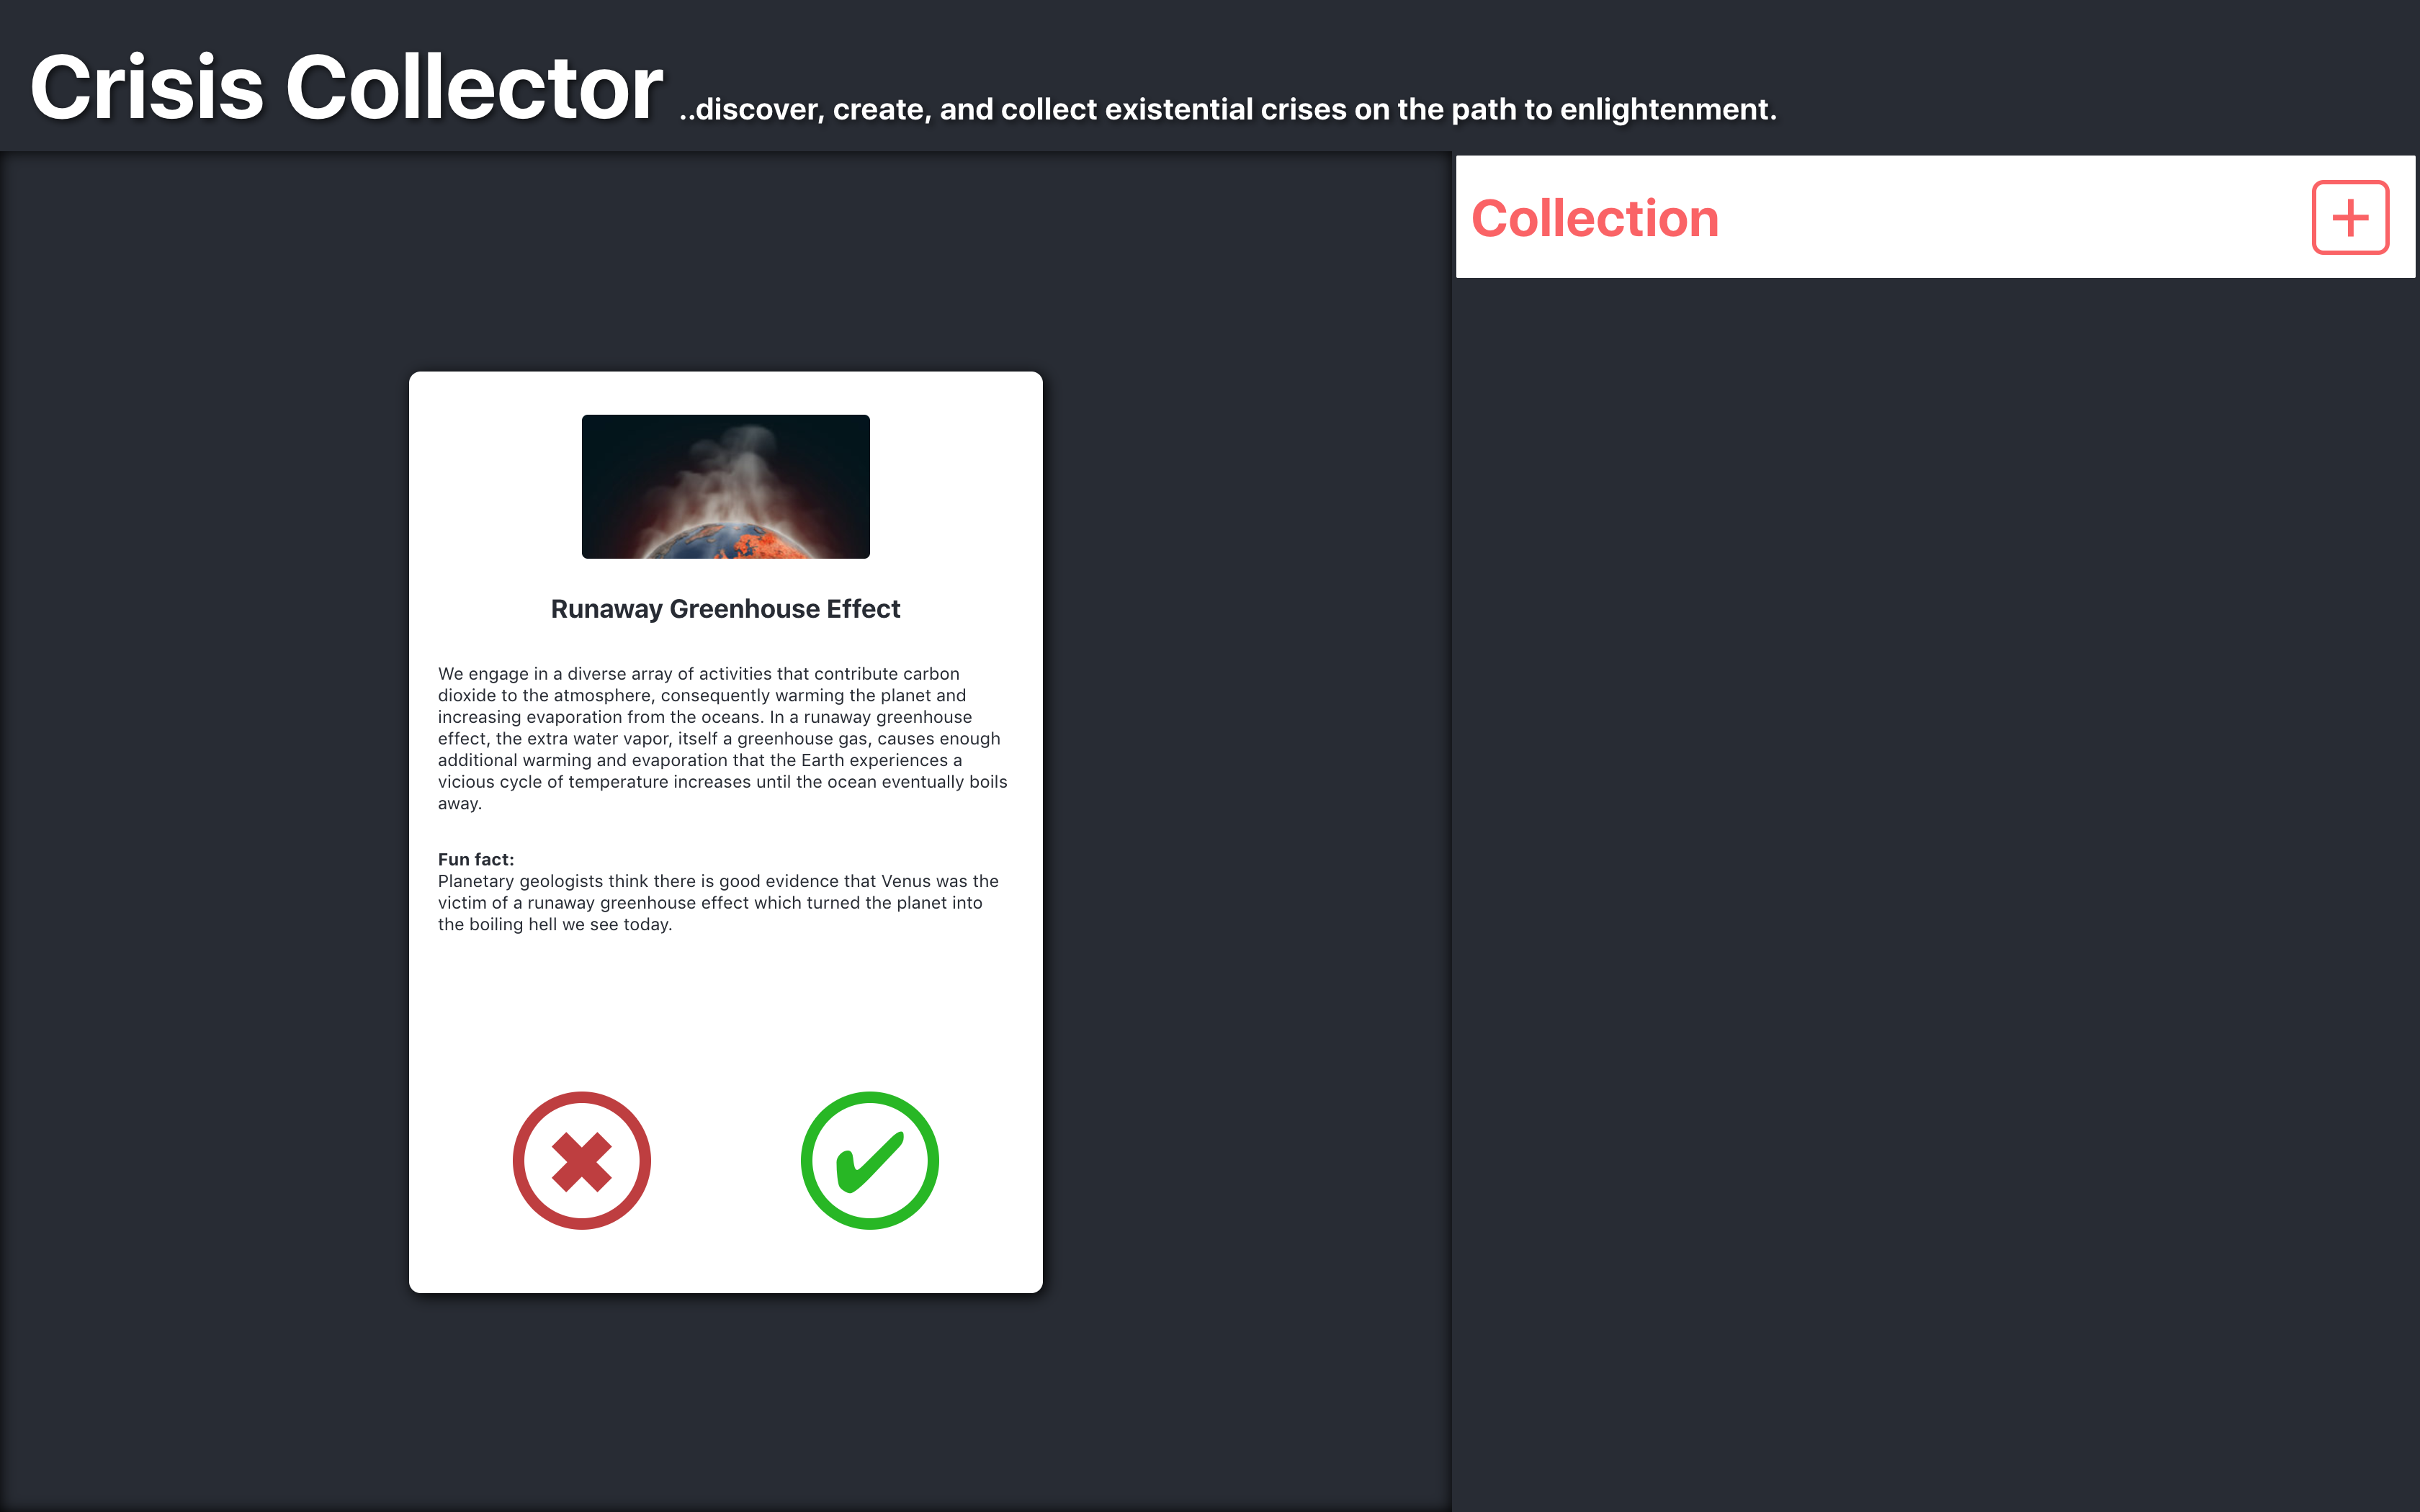 Crisis Collector ..discover, create, and collect existential crises on the path to enlightenment.
Collection
Runaway Greenhouse Effect
We engage in a diverse array of activities that contribute carbon
dioxide to the atmosphere, consequently warming the planet and
increasing evaporation from the oceans. In a runaway greenhouse
effect, the extra water vapor, itself a greenhouse gas, causes enough
additional warming and evaporation that the Earth experiences a
vicious cycle of temperature increases until the ocean eventually boils
away.
Fun fact:
Planetary geologists think there is good evidence that Venus was the
victim of a runaway greenhouse effect which turned the planet into
the boiling hell we see today.